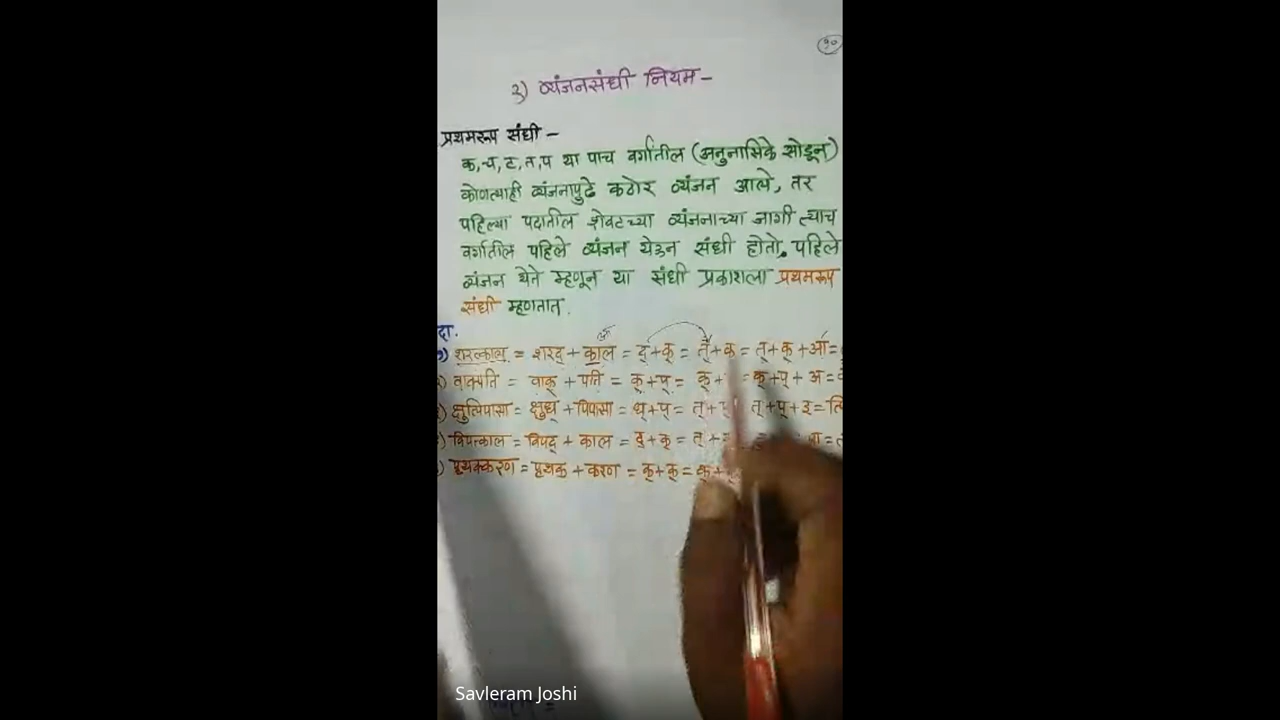 १०
२) व्यंजनसंधी नियम –
प्रथमरूप संधी –
क, च, ट, त, प या पाच वर्गातील (अनुनासिके सोडून)
कोणत्याही व्यंजनापुढे कठोर व्यंजन आले, तर
पहिल्या पदातील शेवटच्या व्यंजनाच्या जागी त्याच
वर्गातील पहिले व्यंजन येऊन संधी होतो. पहिले
व्यंजन येते म्हणून या संधी प्रकाराला प्रथमरूप
संधी म्हणतात.
दा.
शरत्काल = शरद् + काल = द् + क् = त् + क् = त् + क् + आ =
वाक्पति = वाक् + पति = क् + प् = क् + = क् + प् + अ =
क्षुत्पिपासा = क्षुध् + पिपासा = ध् + प् = त् + त् + प् + इ = त्पि
विपत्काल = विपद् + काल = द् + क् = त् + =
पृथक्करण = पृथक् + करण = क् + क् = क् +
Savleram Joshi